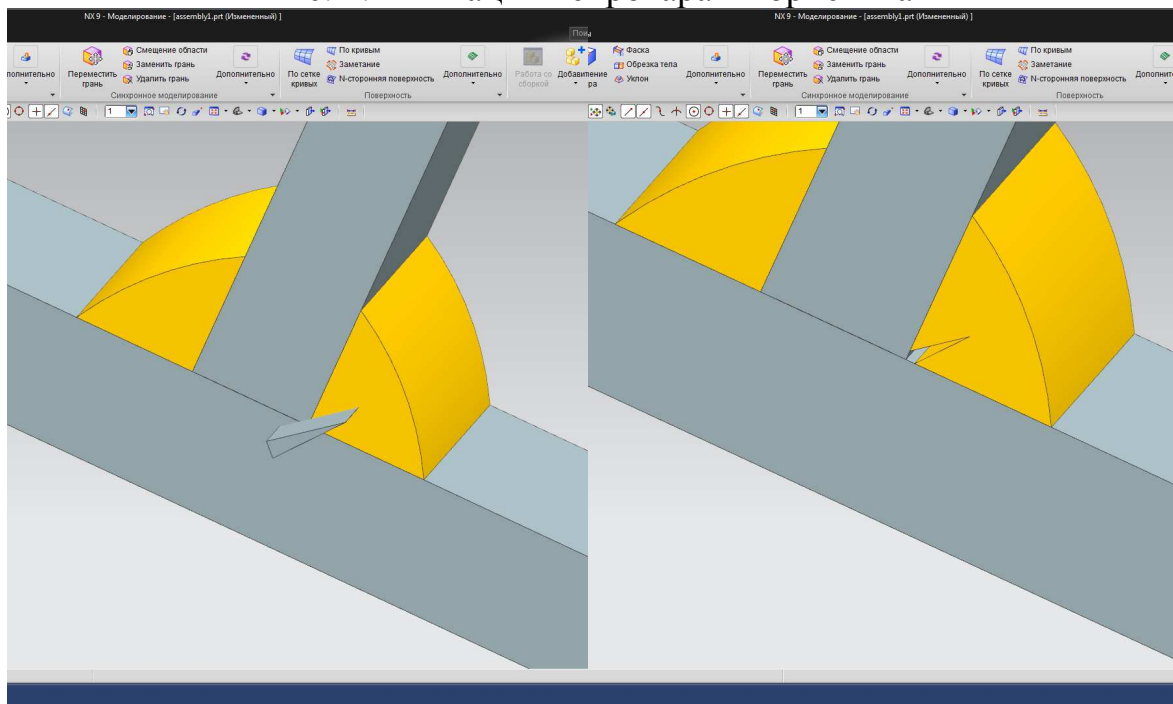 NX 9 - Моделирование - [assembly1.prt (Измененный) ]
Смещение области
Заменить грань
Удалить грань
Переместить грань
Дополнительно
Синхронное моделирование
По сетке кривых
По кривым
Заметание
N-сторонняя поверхность
Дополнительно
Поверхность
1
NX 9 - Моделирование - [assembly1.prt (Измененный) ]
Работа со сборкой
Фаска
Обрезка тела
Уклон
Дополнительно
Переместить грань
Смещение области
Заменить грань
Удалить грань
Дополнительно
Синхронное моделирование
По сетке кривых
По кривым
Заметание
N-сторонняя поверхность
Поверхность
1